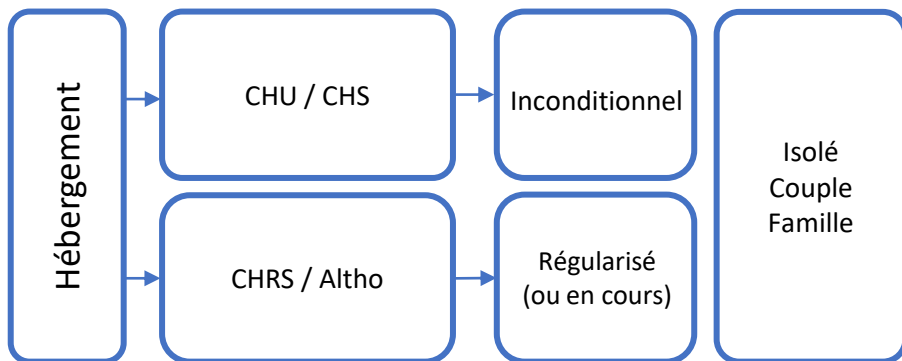 Hébergement
CHU / CHS
Inconditionnel
CHRS / Altho
Régularisé
(ou en cours)
Isolé
Couple
Famille